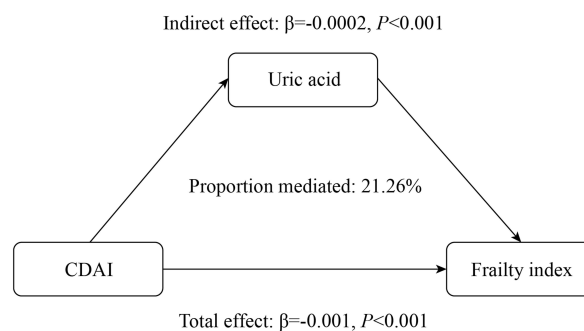 Indirect effect: β=-0.0002, P<0.001
Uric acid
Proportion mediated: 21.26%
CDAI
Frailty index
Total effect: β=-0.001, P<0.001